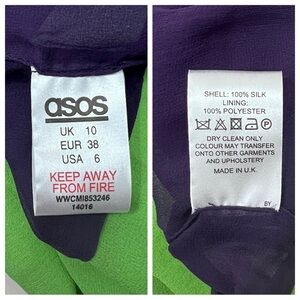 asos
UK 10
EUR 38
USA 6
KEEP AWAY
FROM FIRE
WWCMI853246
14016
SHELL: 100% SILK
LINING:
100% POLYESTER
P
DRY CLEAN ONLY
COLOUR MAY TRANSFER
ONTO OTHER GARMENTS
AND UPHOLSTERY
MADE IN U.K.
BY